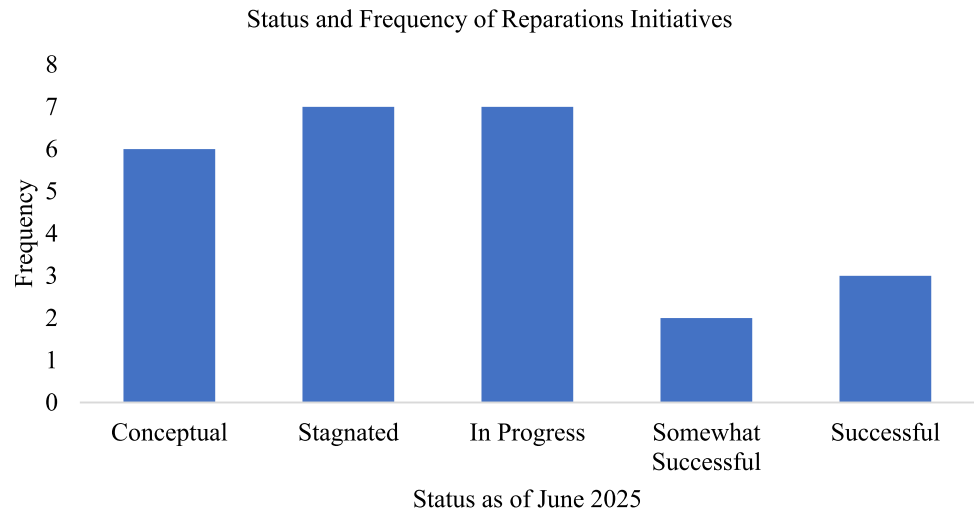 Status and Frequency of Reparations Initiatives
8
7
6
5
4
3
2
1
0
Frequency
Conceptual
Stagnated
In Progress
Somewhat
Successful
Successful
Status as of June 2025